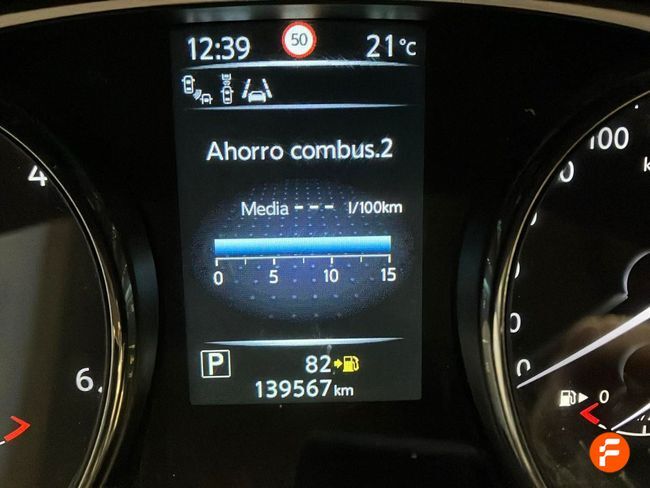 12:39 50 21°C
Ahorro combus.2
Media --- l/100km
0 5 10 15
P 82
139567 km
4
6
100
0
F